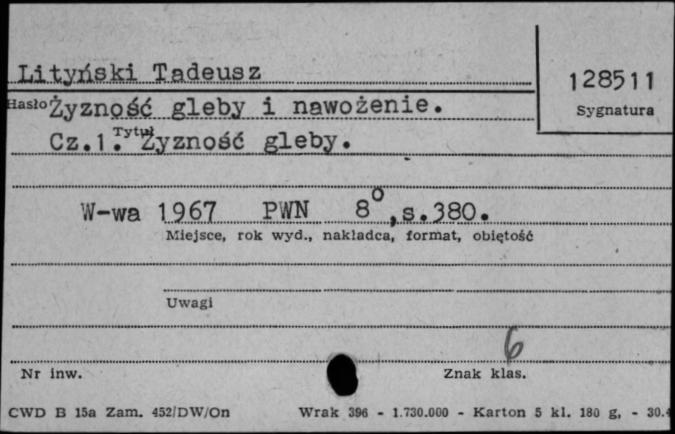 Lityński Tadeusz
128511
Sygnatura
Hasło Żyzność gleby i nawożenie.
Tytuł
Cz.1. Żyzność gleby.
W-wa 1967 PWN 8°,s.380.
Miejsce, rok wyd., nakładca, format, objętość
Uwagi
6
Nr inw. Znak klas.
CWD B 15a Zam. 452/DW/On Wrak 396 - 1.730.000 - Karton 5 kl. 180 g, - 30.4